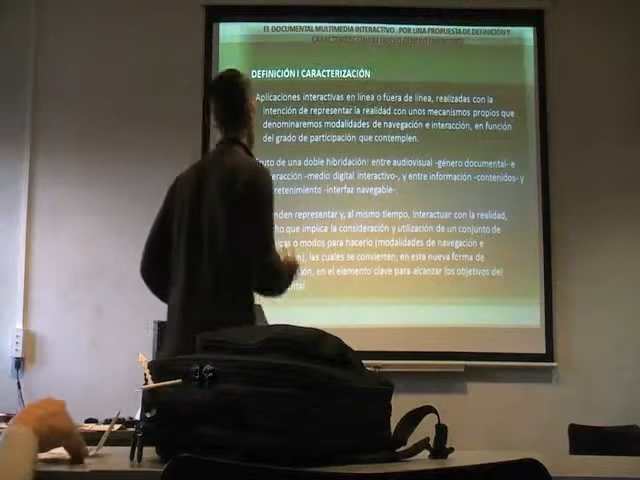 EL DOCUMENTAL MULTIMEDIA INTERACTIVO. POR UNA PROPUESTA DE DEFINICIÓN Y
DEFINICIÓN I CARACTERIZACIÓN
Aplicaciones interactivas en línea o fuera de línea, realizadas con la
intención de representar la realidad con unos mecanismos propios que
denominaremos modalidades de navegación e interacción, en función
del grado de participación que contemplen.
ruto de una doble hibridación: entre audiovisual -género documental- e
eracción -medio digital interactivo-, y entre información -contenidos- y
retenimiento -interfaz navegable-.
nden representar y, al mismo tiempo, interactuar con la realidad,
ho que implica la consideración y utilización de un conjunto de
icas o modos para hacerlo (modalidades de navegación e
n), las cuales se convierten, en esta nueva forma de
ción, en el elemento clave para alcanzar los objetivos del
ental